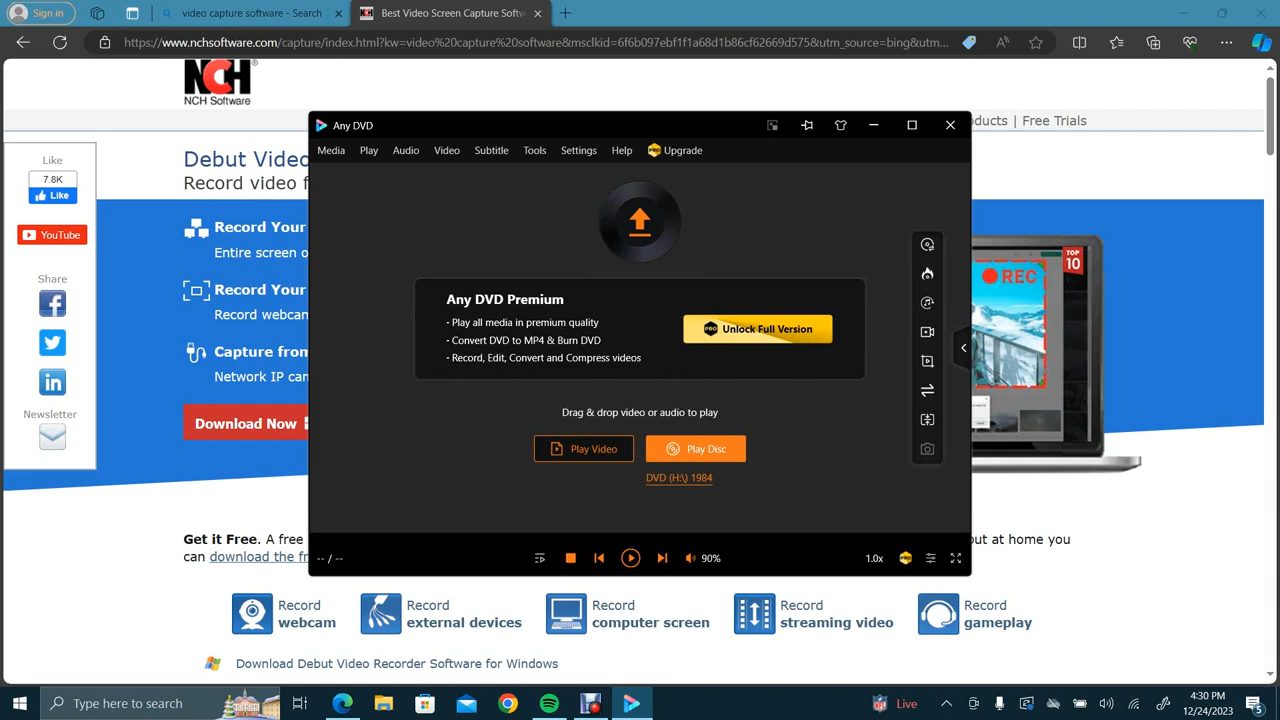 Sign in
video capture software - Search
Best Video Screen Capture Softw
https://www.nchsoftware.com/capture/index.html?kw=video%20capture%20software&msclkid=6f6b097ebf1f1a68d1b86cf62669d575&utm_source=bing&utm_m...
NCH
NCH Software
oducts | Free Trials
Like
7.8K
Like
YouTube
Share
Newsletter
Debut Video
Record video f
Record Your
Entire screen o
Record Your
Record webcam
Capture from
Network IP cam
Download Now
TOP
10
REC
Any DVD
Media Play Audio Video Subtitle Tools Settings Help Upgrade
Any DVD Premium
- Play all media in premium quality
- Convert DVD to MP4 & Burn DVD
- Record, Edit, Convert and Compress videos
PRO Unlock Full Version
Drag & drop video or audio to play
Play Video
Play Disc
DVD (H:\) 1984
-- / --
90%
1.0x
Get it Free. A free
out at home you
can download the fr
Record
webcam
Record
external devices
Record
computer screen
Record
streaming video
Record
gameplay
Download Debut Video Recorder Software for Windows
Type here to search
Live
4:30 PM
12/24/2023
5